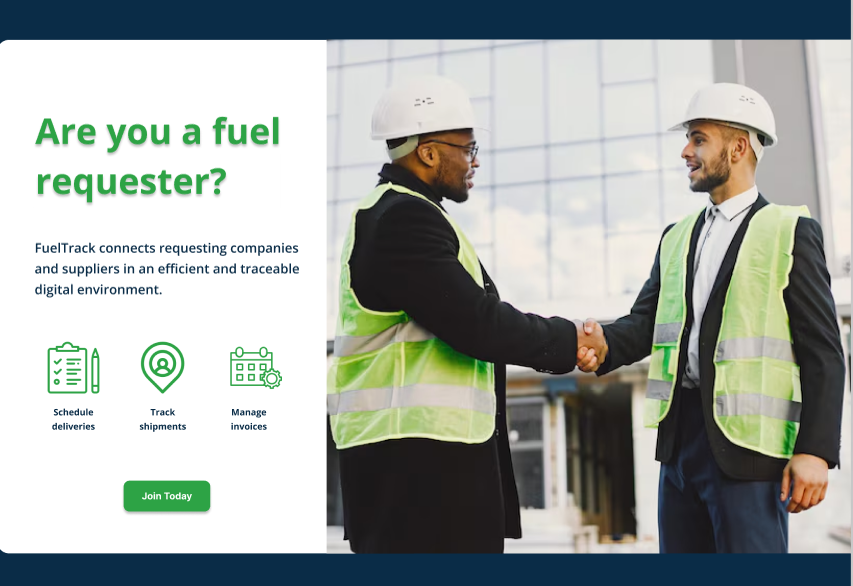 Are you a fuel
requester?
FuelTrack connects requesting companies
and suppliers in an efficient and traceable
digital environment.
Schedule
deliveries
Track
shipments
Manage
invoices
Join Today